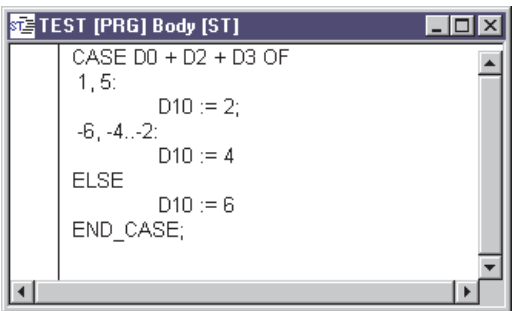 ST TEST [PRG] Body [ST]
CASE D0 + D2 + D3 OF
1, 5:
D10 := 2;
-6, -4..-2:
D10 := 4
ELSE
D10 := 6
END_CASE;